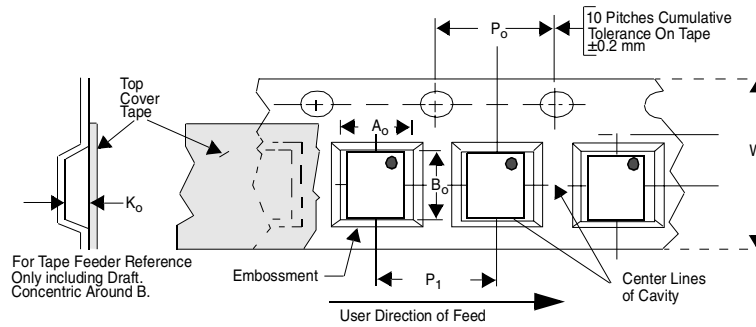 10 Pitches Cumulative
Tolerance On Tape
±0.2 mm
Po
Top
Cover
Tape
Ao
W
Bo
Ko
For Tape Feeder Reference
Only including Draft.
Concentric Around B.
Embossment
P1
Center Lines
of Cavity
User Direction of Feed